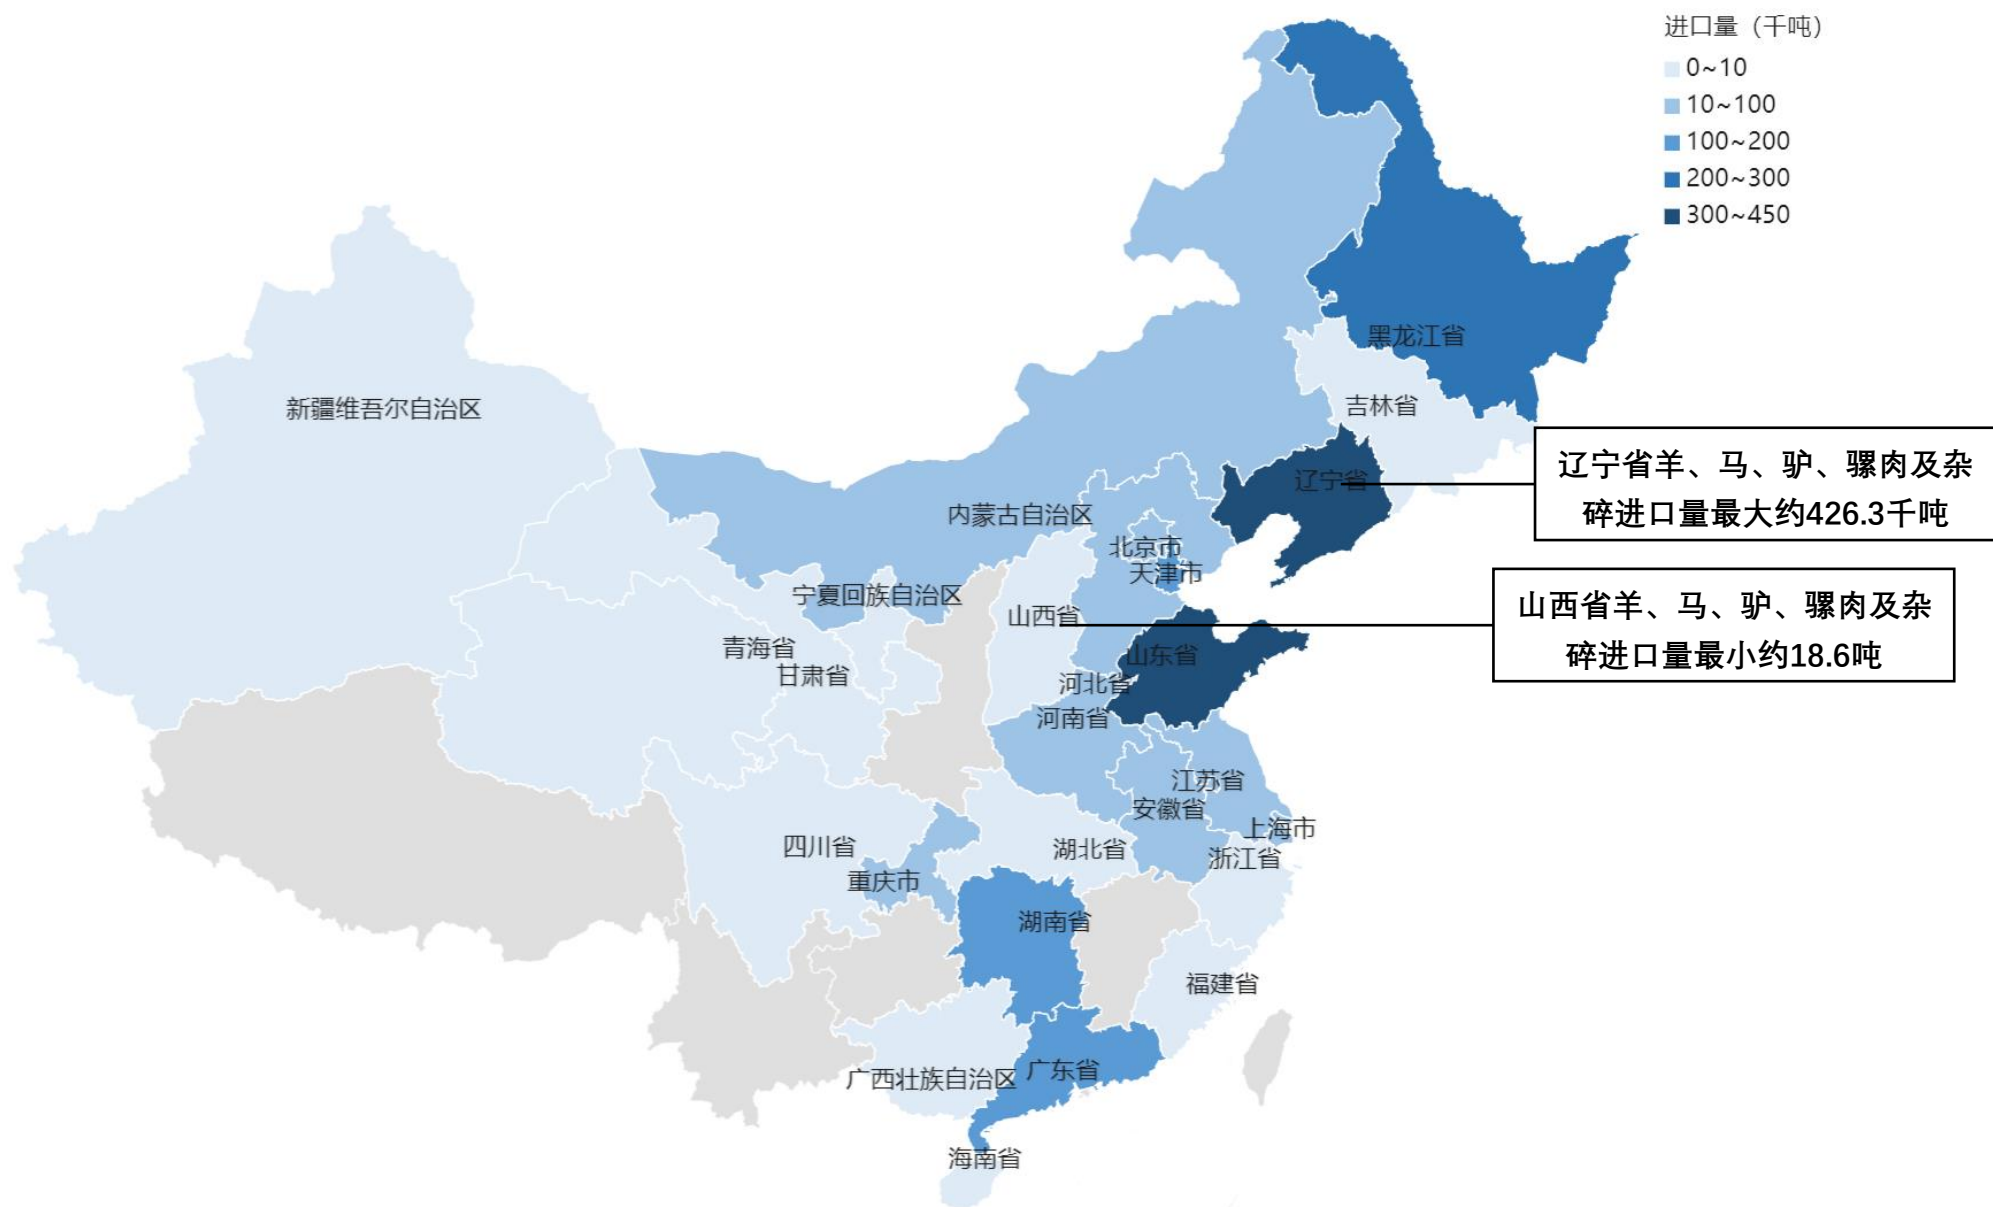 进口量（千吨）
0~10
10~100
100~200
200~300
300~450
黑龙江省
吉林省
新疆维吾尔自治区
辽宁省
辽宁省羊、马、驴、骡肉及杂
碎进口量最大约426.3千吨
内蒙古自治区
北京市
天津市
宁夏回族自治区
山西省
山西省羊、马、驴、骡肉及杂
碎进口量最小约18.6吨
青海省
山东省
甘肃省
河北省
河南省
江苏省
安徽省
上海市
四川省
湖北省
浙江省
重庆市
湖南省
福建省
广西壮族自治区
广东省
海南省